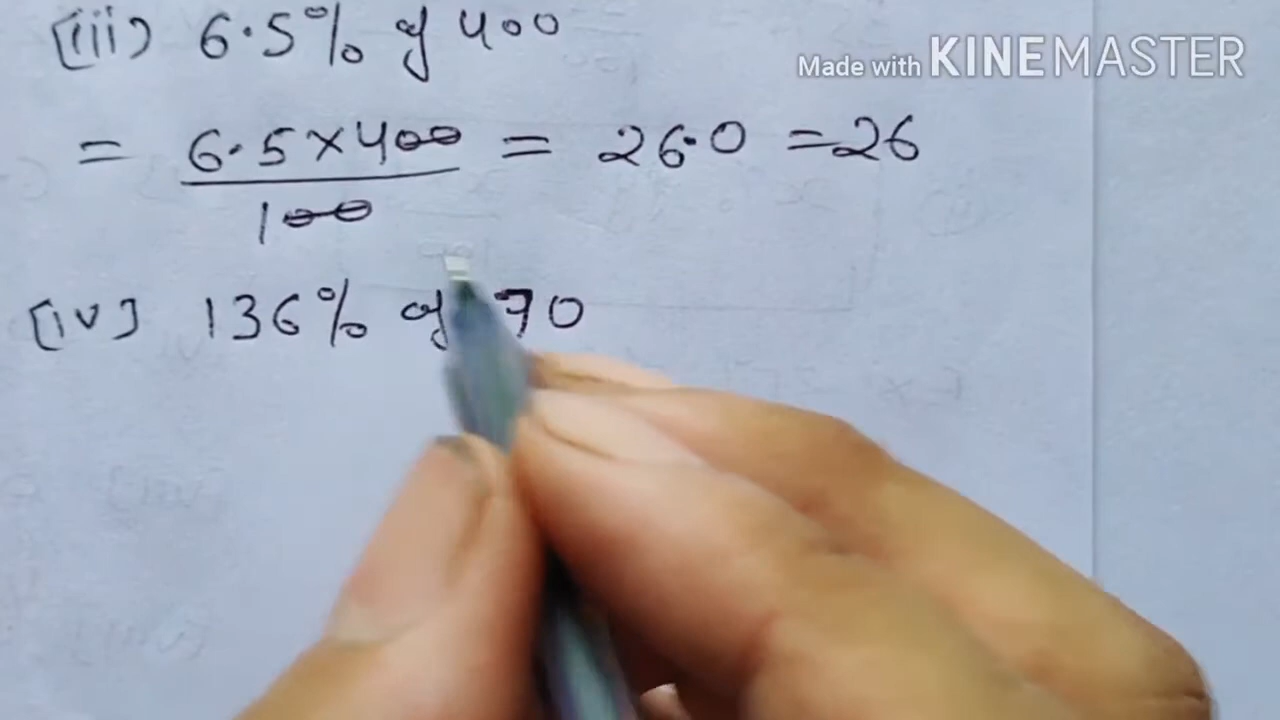 (iii) 6.5% of 400
Made with KINEMASTER
= 6.5 × 400 / 100 = 26.0 = 26
(iv) 136% of 70